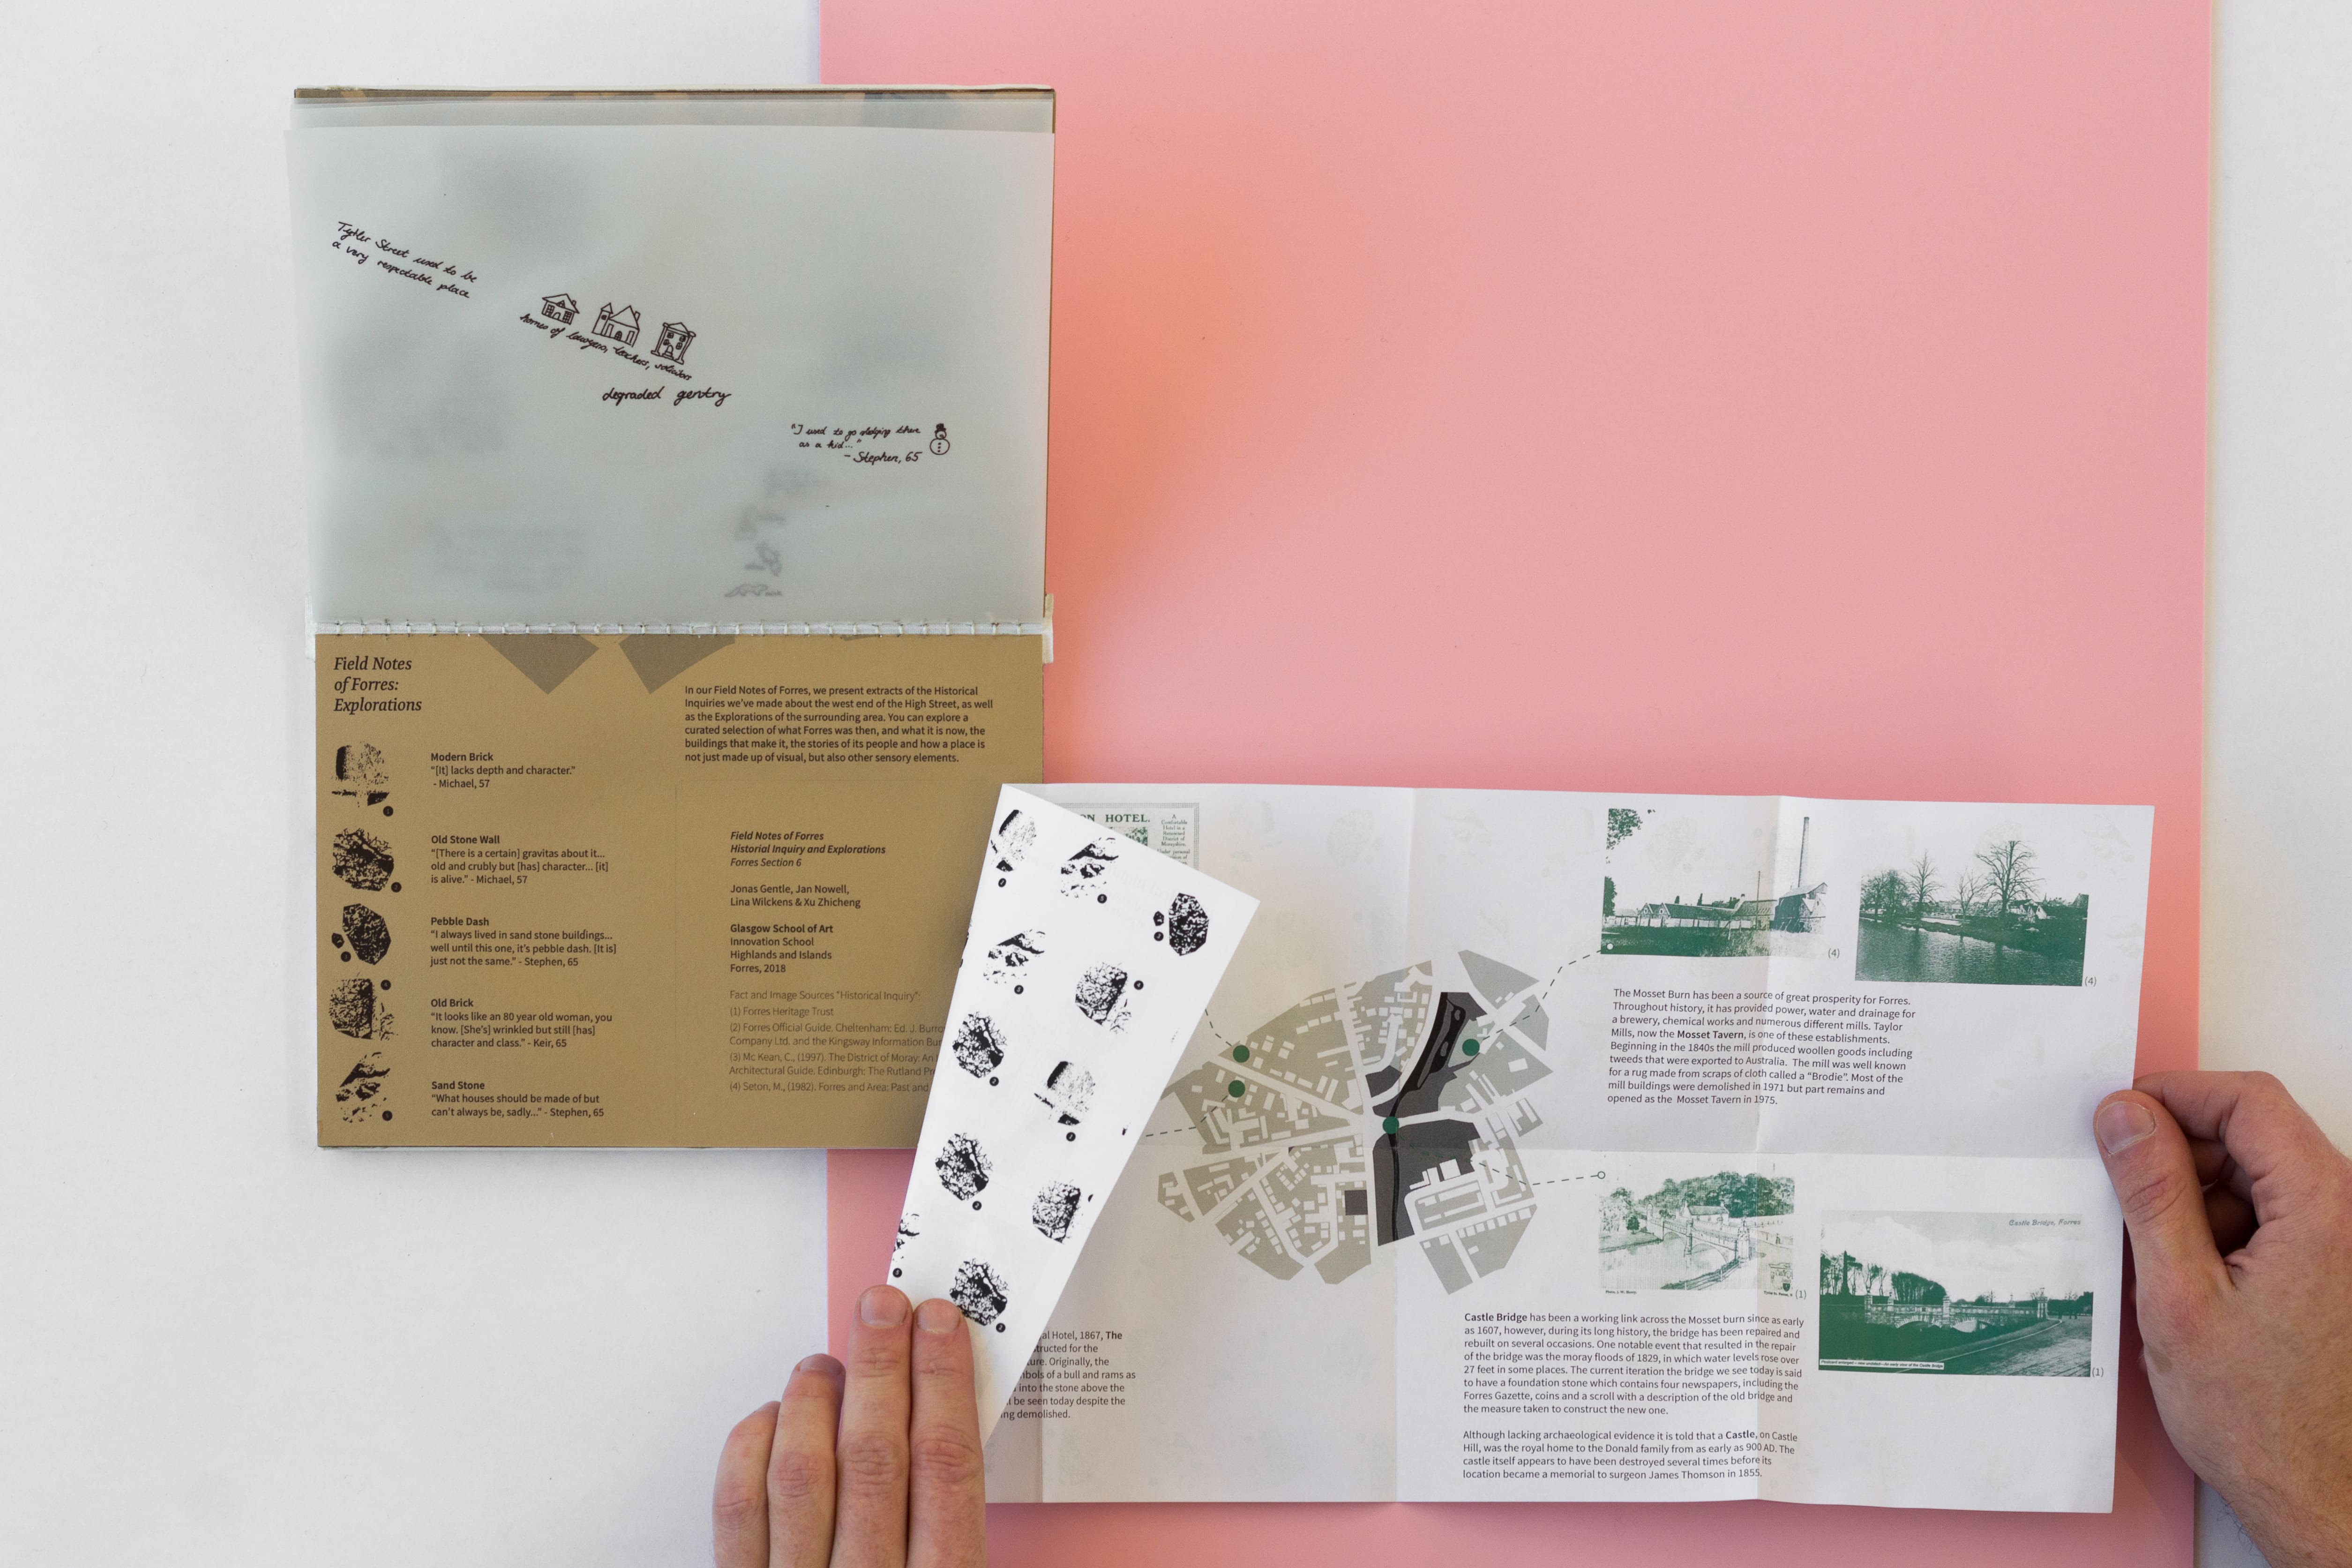 Tytler Street used to be
a very respectable place
homes of lawyers, teachers, solicitors
degraded gentry
"I used to go sledging there
as a kid..."
- Stephen, 65
Field Notes
of Forres:
Explorations
Modern Brick
"[It] lacks depth and character."
- Michael, 57
Old Stone Wall
"[There is a certain] gravitas about it...
old and crubly but [has] character... [it]
is alive." - Michael, 57
Pebble Dash
"I always lived in sand stone buildings...
well until this one, it's pebble dash. [It is]
just not the same." - Stephen, 65
Old Brick
"It looks like an 80 year old woman, you
know. [She's] wrinkled but still [has]
character and class." - Keir, 65
Sand Stone
"What houses should be made of but
can't always be, sadly..." - Stephen, 65
In our Field Notes of Forres, we present extracts of the Historical
Inquiries we've made about the west end of the High Street, as well
as the Explorations of the surrounding area. You can explore a
curated selection of what Forres was then, and what it is now, the
buildings that make it, the stories of its people and how a place is
not just made up of visual, but also other sensory elements.
Field Notes of Forres
Historial Inquiry and Explorations
Forres Section 6
Jonas Gentle, Jan Nowell,
Lina Wilckens & Xu Zhicheng
Glasgow School of Art
Innovation School
Highlands and Islands
Forres, 2018
Fact and Image Sources "Historical Inquiry":
(1) Forres Heritage Trust
(2) Forres Official Guide. Cheltenham: Ed. J. Burro
Company Ltd. and the Kingsway Information Bur
(3) Mc Kean, C., (1997). The District of Moray: An
Architectural Guide. Edinburgh: The Rutland Pr
(4) Seton, M., (1982). Forres and Area: Past and
ON HOTEL.
A
Comfortable
Hotel in a
(4)
(4)
The Mosset Burn has been a source of great prosperity for Forres.
Throughout history, it has provided power, water and drainage for
a brewery, chemical works and numerous different mills. Taylor
Mills, now the Mosset Tavern, is one of these establishments.
Beginning in the 1840s the mill produced woollen goods including
tweeds that were exported to Australia. The mill was well known
for a rug made from scraps of cloth called a "Brodie". Most of the
mill buildings were demolished in 1971 but part remains and
opened as the Mosset Tavern in 1975.
(1)
Castle Bridge, Forres
(1)
Castle Bridge has been a working link across the Mosset burn since as early
as 1607, however, during its long history, the bridge has been repaired and
rebuilt on several occasions. One notable event that resulted in the repair
of the bridge was the moray floods of 1829, in which water levels rose over
27 feet in some places. The current iteration the bridge we see today is said
to have a foundation stone which contains four newspapers, including the
Forres Gazette, coins and a scroll with a description of the old bridge and
the measure taken to construct the new one.
Although lacking archaeological evidence it is told that a Castle, on Castle
Hill, was the royal home to the Donald family from as early as 900 AD. The
castle itself appears to have been destroyed several times before its
location became a memorial to surgeon James Thomson in 1855.
al Hotel, 1867, The
tructed for the
ure. Originally, the
bols of a bull and rams as
into the stone above the
be seen today despite the
ng demolished.